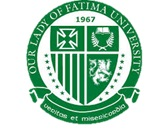 OUR LADY OF FATIMA UNIVERSITY
1967
veritas et misericordia